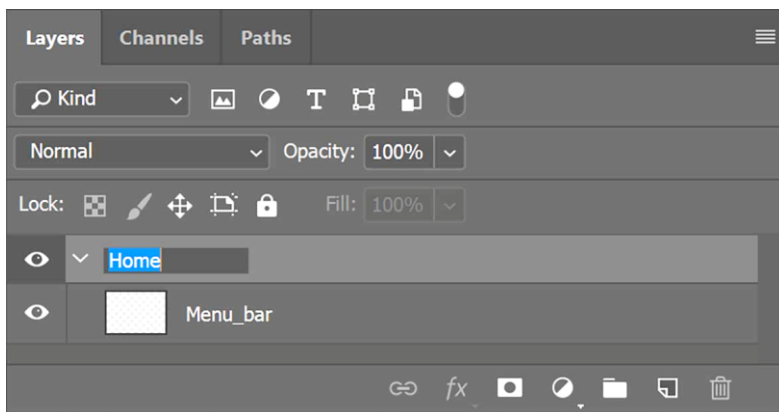 Layers Channels Paths
Kind T
Normal Opacity: 100%
Lock: Fill: 100%
Home
Menu_bar
fx